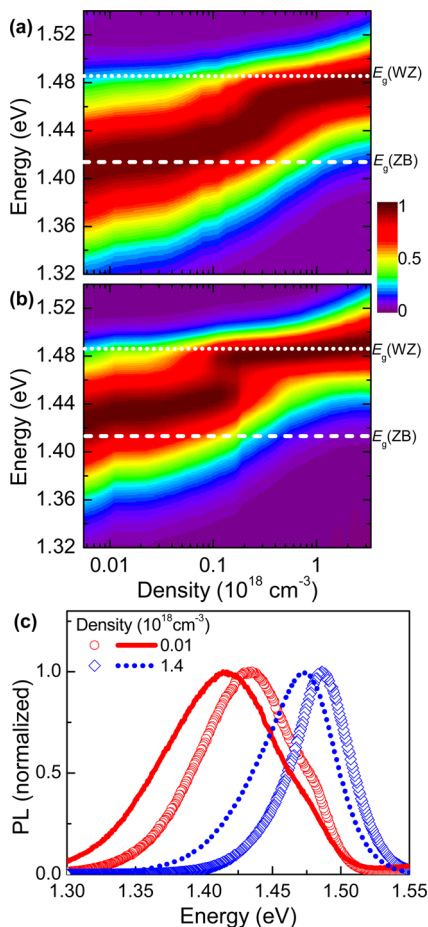 (a)
1.52
1.48
1.44
1.40
1.36
1.32
Energy (eV)
Eg(WZ)
Eg(ZB)
1
0.5
0
(b)
1.52
1.48
1.44
1.40
1.36
1.32
Energy (eV)
Eg(WZ)
Eg(ZB)
0.01 0.1 1
Density (10^18 cm^-3)
(c)
Density (10^18cm^-3)
0.01
1.4
1.0
0.5
0.0
PL (normalized)
1.30 1.35 1.40 1.45 1.50 1.55
Energy (eV)